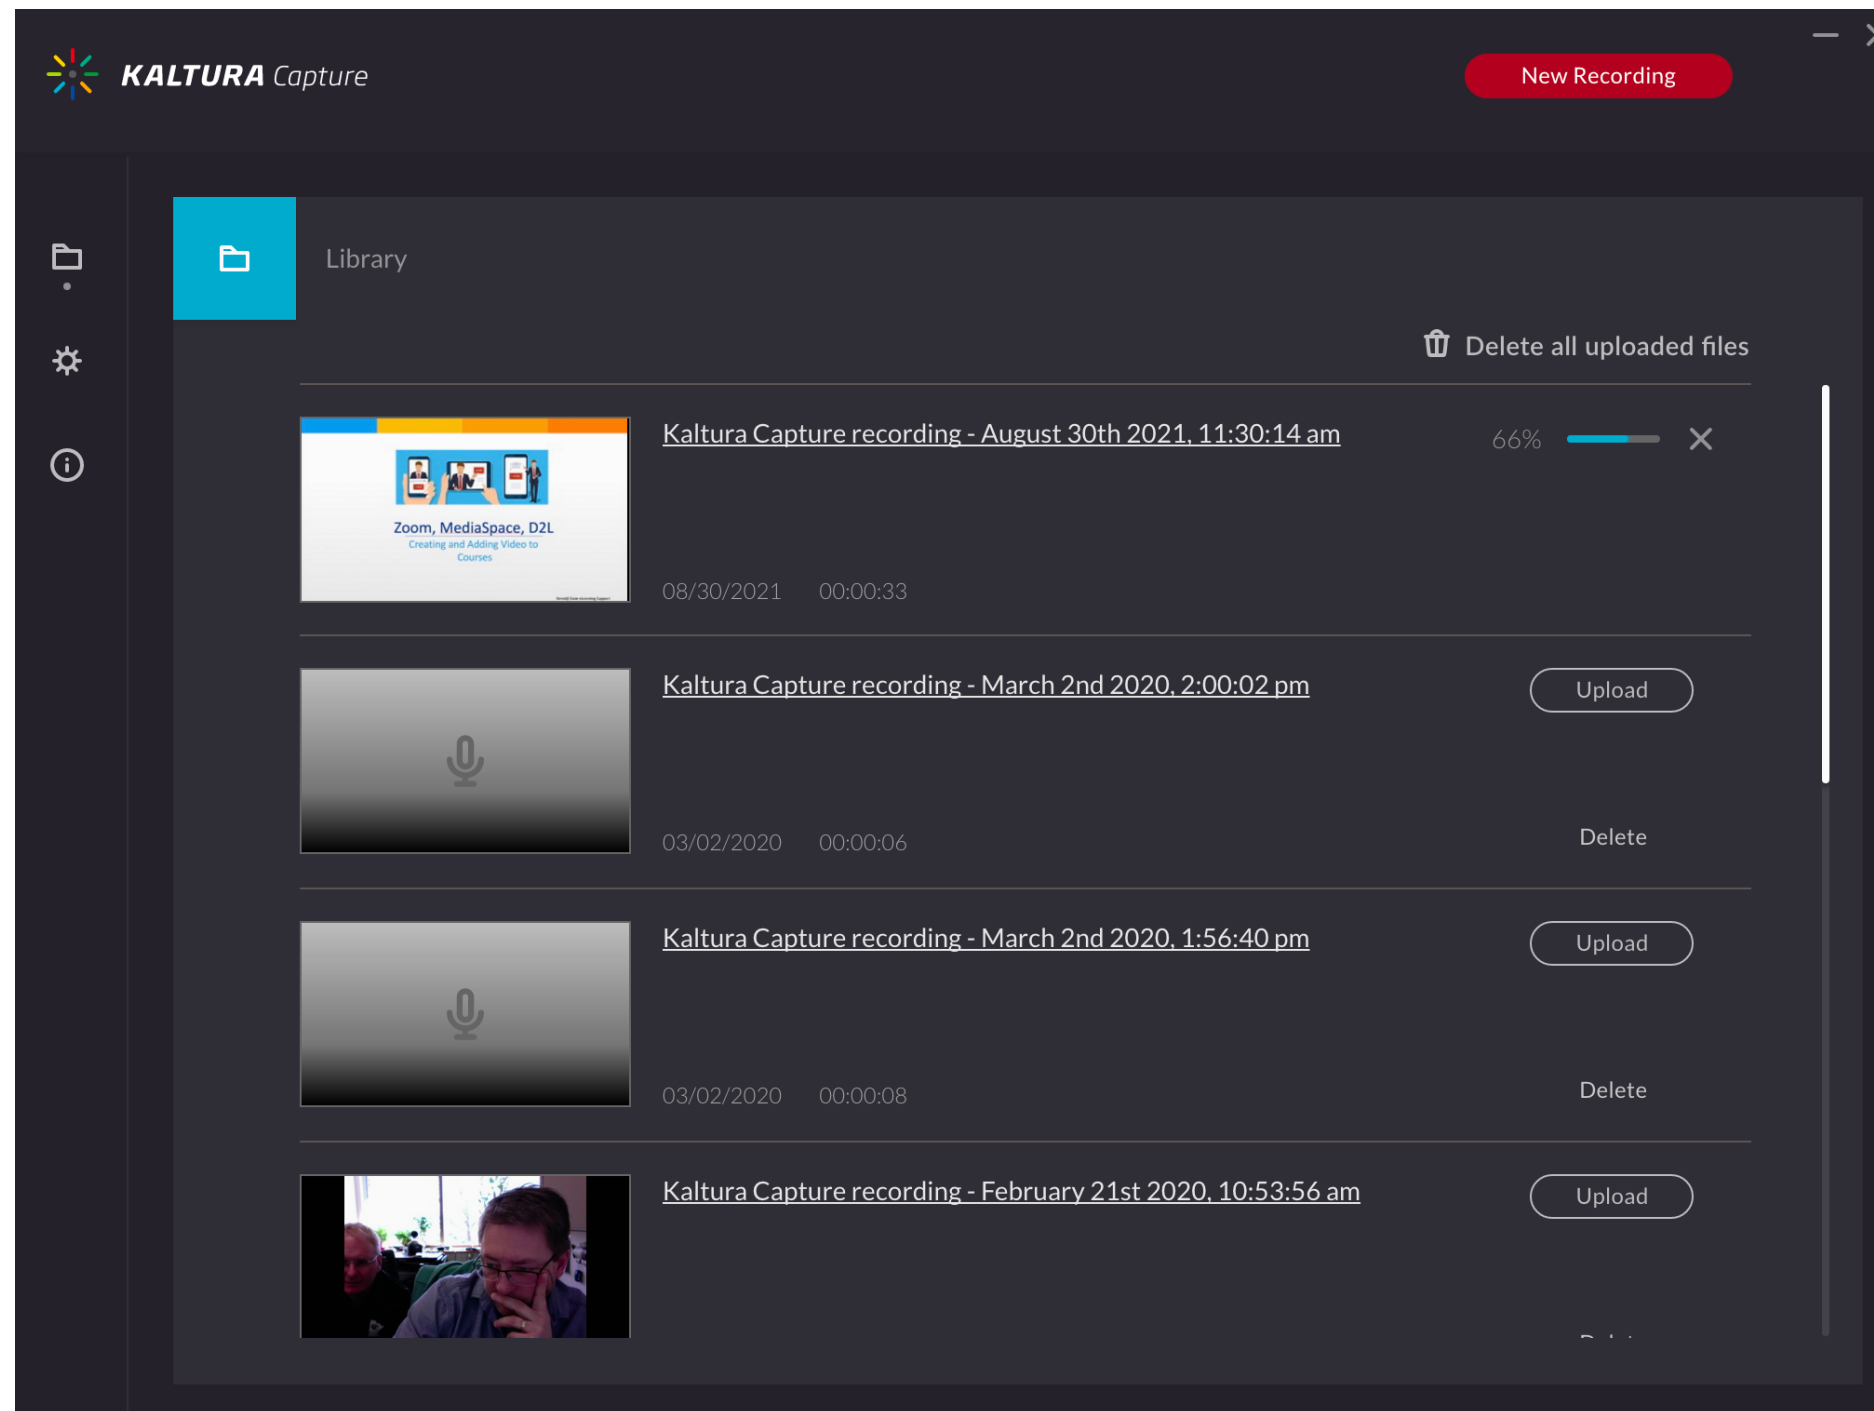 KALTURA Capture
New Recording
Library
Delete all uploaded files
Kaltura Capture recording - August 30th 2021, 11:30:14 am
66%
Zoom, MediaSpace, D2L
Creating and Adding Video to
Courses
08/30/2021 00:00:33
Kaltura Capture recording - March 2nd 2020, 2:00:02 pm
Upload
03/02/2020 00:00:06
Delete
Kaltura Capture recording - March 2nd 2020, 1:56:40 pm
Upload
03/02/2020 00:00:08
Delete
Kaltura Capture recording - February 21st 2020, 10:53:56 am
Upload